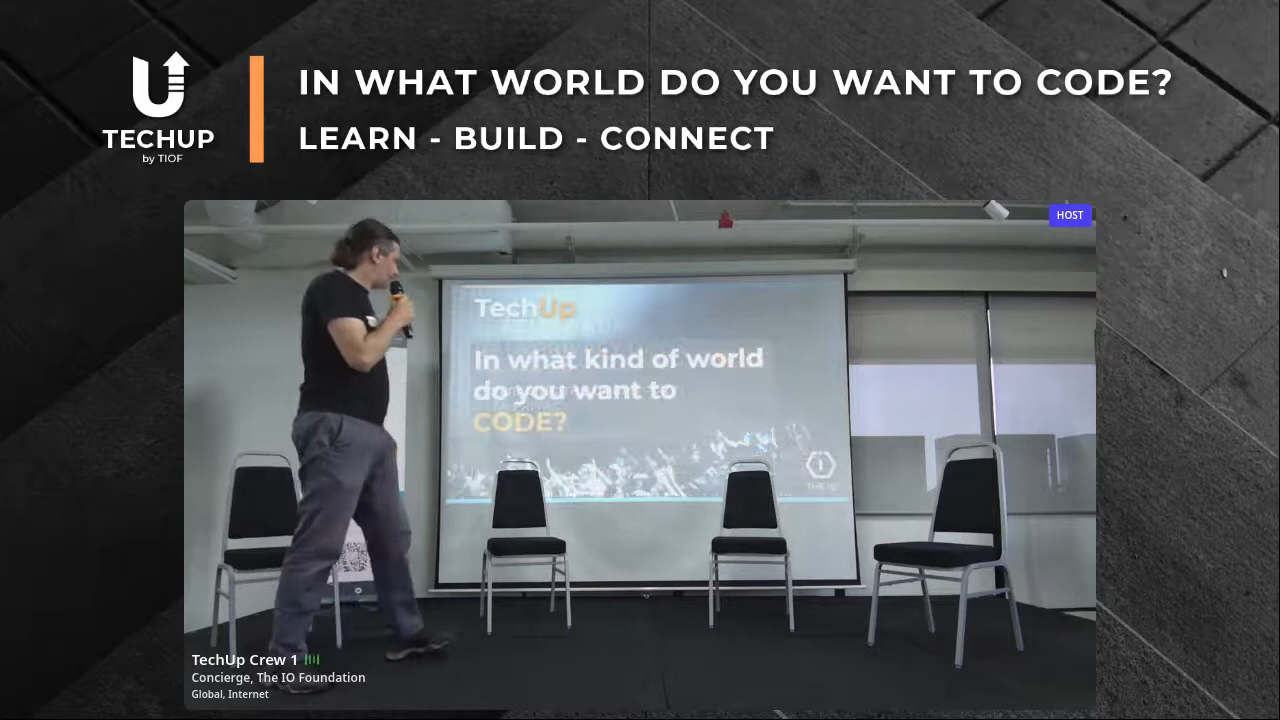 IN WHAT WORLD DO YOU WANT TO CODE?
LEARN - BUILD - CONNECT
TECHUP
by TIOF
HOST
TechUp
In what kind of world
do you want to
CODE?
TechUp Crew 1
Concierge, The IO Foundation
Global, Internet